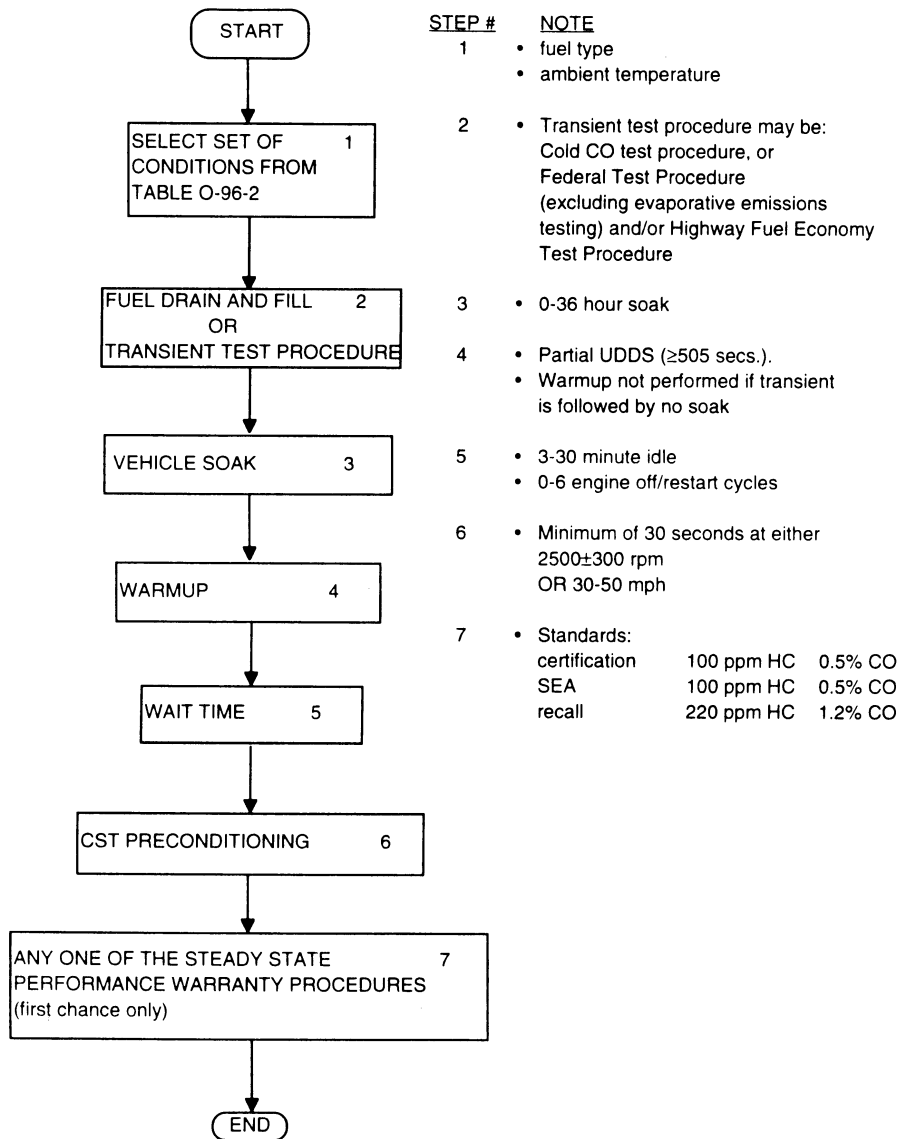 START
SELECT SET OF 1
CONDITIONS FROM
TABLE O-96-2
FUEL DRAIN AND FILL 2
OR
TRANSIENT TEST PROCEDURE
VEHICLE SOAK 3
WARMUP 4
WAIT TIME 5
CST PRECONDITIONING 6
ANY ONE OF THE STEADY STATE 7
PERFORMANCE WARRANTY PROCEDURES
(first chance only)
END
STEP # NOTE
1 • fuel type
• ambient temperature
2 • Transient test procedure may be:
Cold CO test procedure, or
Federal Test Procedure
(excluding evaporative emissions
testing) and/or Highway Fuel Economy
Test Procedure
3 • 0-36 hour soak
4 • Partial UDDS (≥505 secs.).
• Warmup not performed if transient
is followed by no soak
5 • 3-30 minute idle
• 0-6 engine off/restart cycles
6 • Minimum of 30 seconds at either
2500±300 rpm
OR 30-50 mph
7 • Standards:
certification 100 ppm HC 0.5% CO
SEA 100 ppm HC 0.5% CO
recall 220 ppm HC 1.2% CO